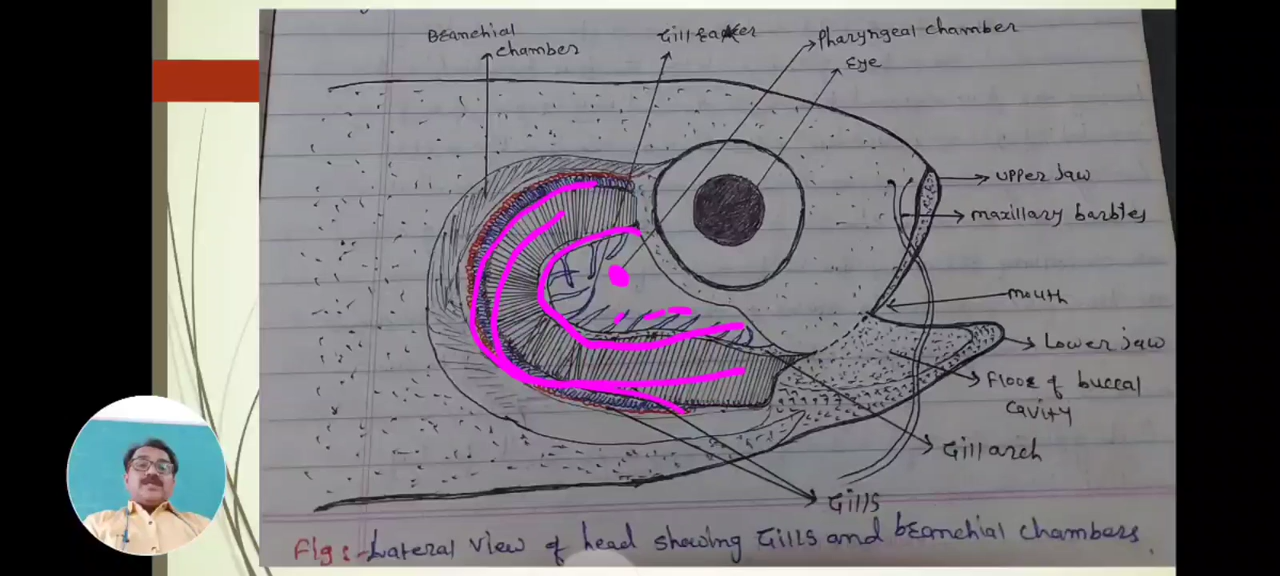 Branchial
chamber
Gill raker
Pharyngeal chamber
Eye
upper jaw
maxillary barbles
mouth
Lower jaw
Floor of buccal
cavity
Gill arch
Gills
Fig :- Lateral view of head showing Gills and branchial chambers.